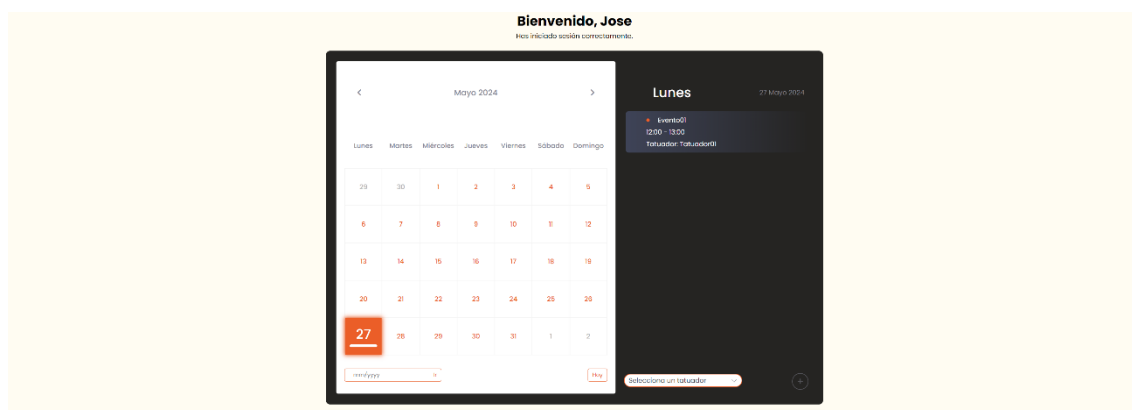 Bienvenido, Jose
Has iniciado sesión correctamente.
Mayo 2024
Lunes Martes Miércoles Jueves Viernes Sábado Domingo
29 30 1 2 3 4 5
6 7 8 9 10 11 12
13 14 15 16 17 18 19
20 21 22 23 24 25 26
27 28 29 30 31 1 2
mm/yyyy Ir Hoy
Lunes 27 Mayo 2024
Evento01
12:00 - 13:00
Tatuador: Tatuador01
Selecciona un tatuador